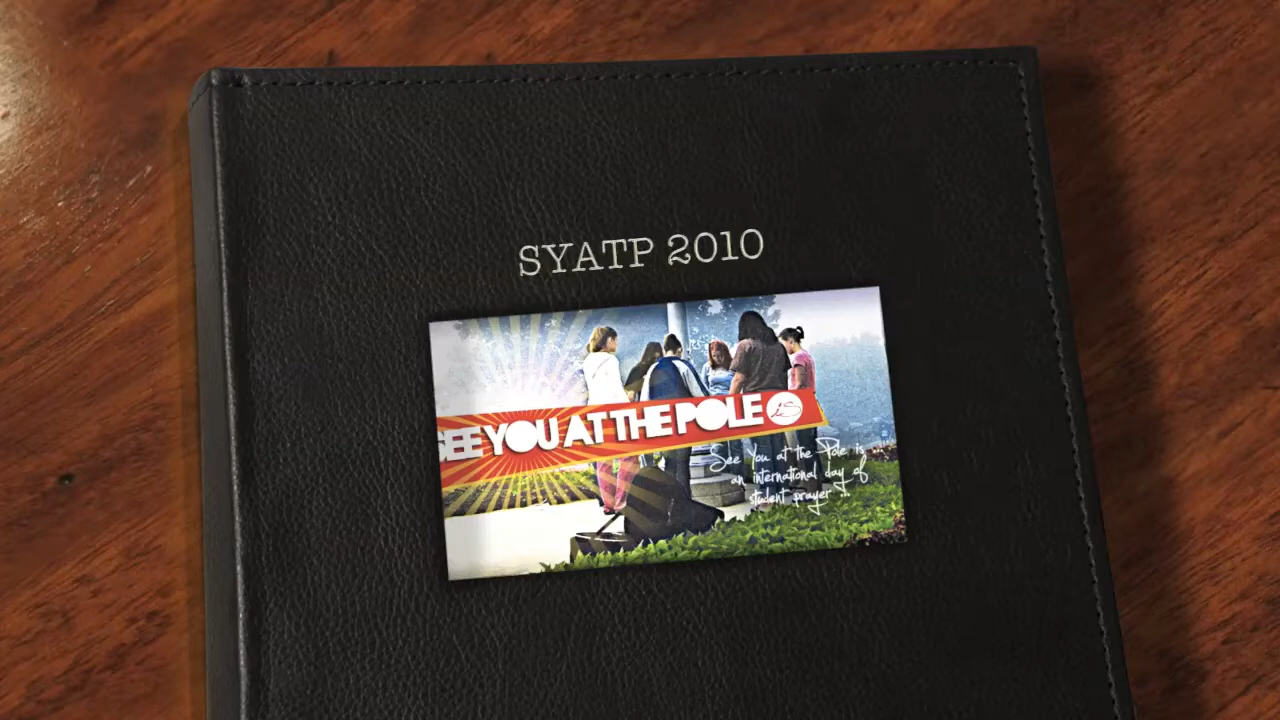 SYATP 2010
SEE YOU AT THE POLE is
See You at the Pole is
an international day of
student prayer ...